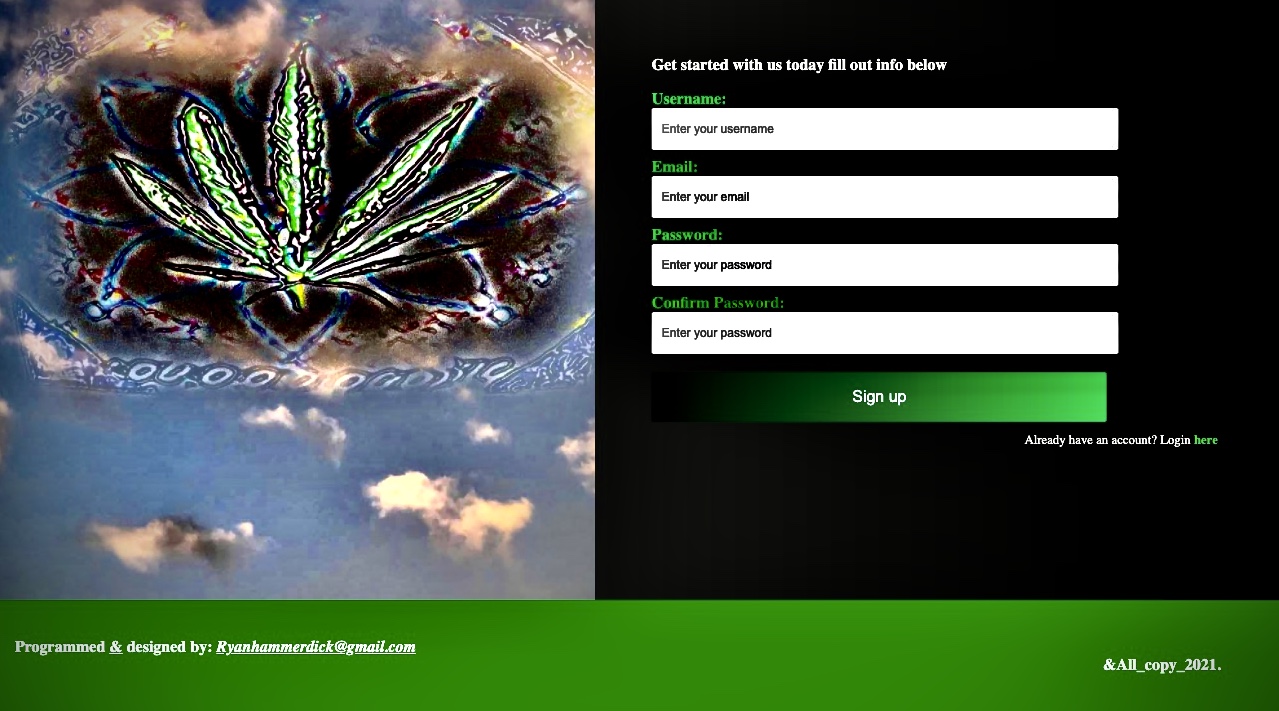 Get started with us today fill out info below
Username:
Enter your username
Email:
Enter your email
Password:
Enter your password
Confirm Password:
Enter your password
Sign up
Already have an account? Login here
Programmed & designed by: Ryanhammerdick@gmail.com
&All_copy_2021.